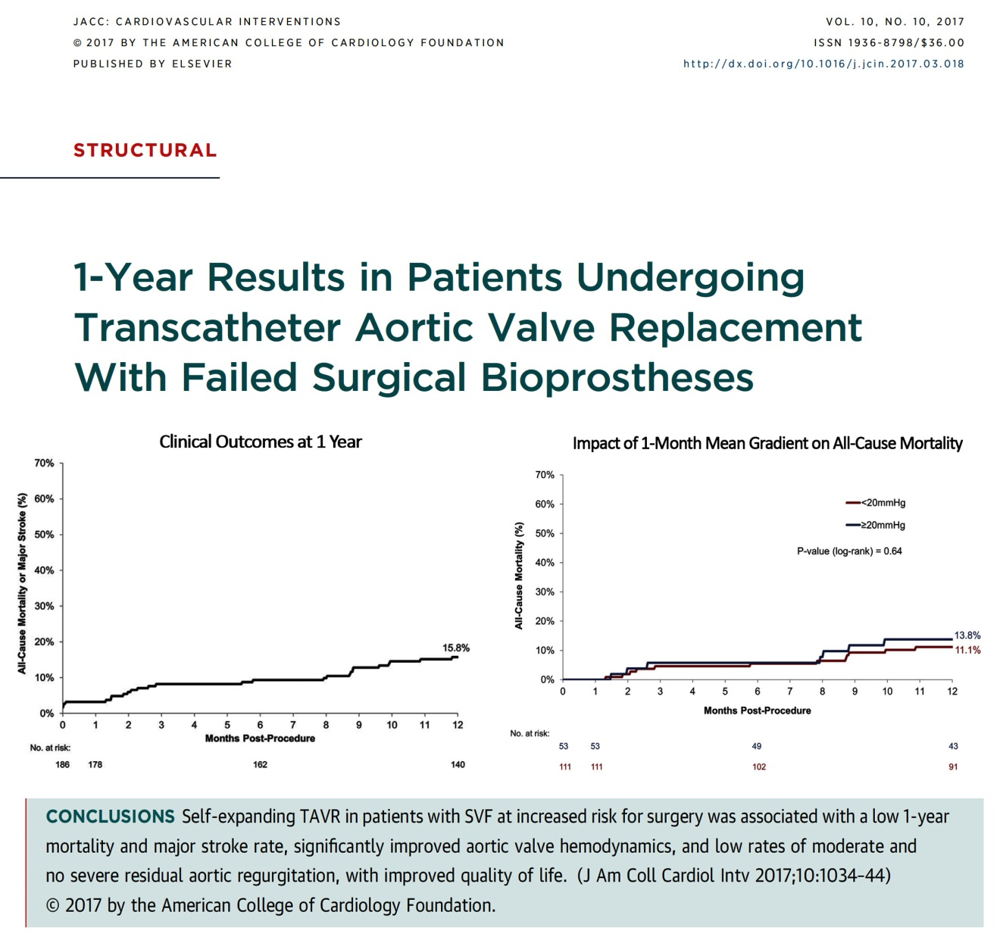 JACC: CARDIOVASCULAR INTERVENTIONS
© 2017 BY THE AMERICAN COLLEGE OF CARDIOLOGY FOUNDATION
PUBLISHED BY ELSEVIER
VOL. 10, NO. 10, 2017
ISSN 1936-8798/$36.00
http://dx.doi.org/10.1016/j.jcin.2017.03.018
STRUCTURAL
1-Year Results in Patients Undergoing
Transcatheter Aortic Valve Replacement
With Failed Surgical Bioprostheses
Clinical Outcomes at 1 Year
All-Cause Mortality or Major Stroke (%)
70%
60%
50%
40%
30%
20%
10%
0%
15.8%
0 1 2 3 4 5 6 7 8 9 10 11 12
Months Post-Procedure
No. at risk:
186 178 162 140
Impact of 1-Month Mean Gradient on All-Cause Mortality
All-Cause Mortality (%)
70%
60%
50%
40%
30%
20%
10%
0%
<20mmHg
≥20mmHg
P-value (log-rank) = 0.64
13.8%
11.1%
0 1 2 3 4 5 6 7 8 9 10 11 12
Months Post-Procedure
No. at risk:
53 53 49 43
111 111 102 91
CONCLUSIONS Self-expanding TAVR in patients with SVF at increased risk for surgery was associated with a low 1-year
mortality and major stroke rate, significantly improved aortic valve hemodynamics, and low rates of moderate and
no severe residual aortic regurgitation, with improved quality of life. (J Am Coll Cardiol Intv 2017;10:1034–44)
© 2017 by the American College of Cardiology Foundation.